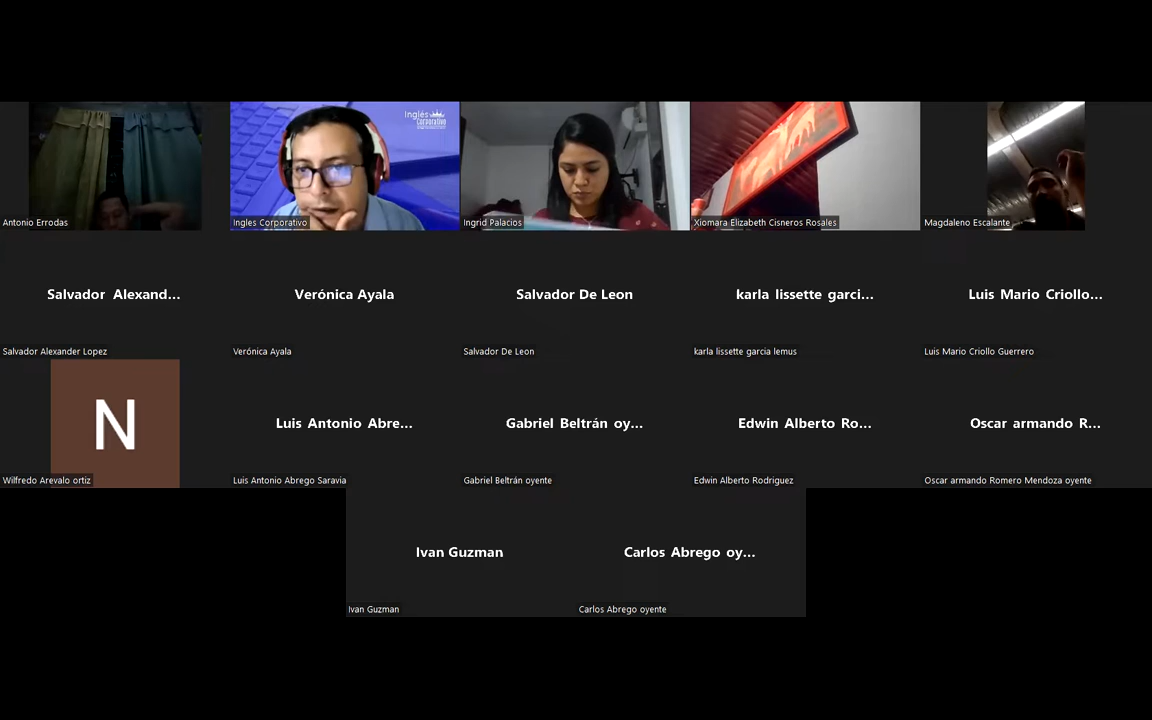 Inglés
Corporativo
Antonio Errodas
Ingles Corporativo
Ingrid Palacios
Xiomara Elizabeth Cisneros Rosales
Magdaleno Escalante
Salvador Alexand...
Verónica Ayala
Salvador De Leon
karla lissette garci...
Luis Mario Criollo...
Salvador Alexander Lopez
Verónica Ayala
Salvador De Leon
karla lissette garcia lemus
Luis Mario Criollo Guerrero
N
Luis Antonio Abre...
Gabriel Beltrán oy...
Edwin Alberto Ro...
Oscar armando R...
Wilfredo Arevalo ortiz
Luis Antonio Abrego Saravia
Gabriel Beltrán oyente
Edwin Alberto Rodriguez
Oscar armando Romero Mendoza oyente
Ivan Guzman
Carlos Abrego oy...
Ivan Guzman
Carlos Abrego oyente